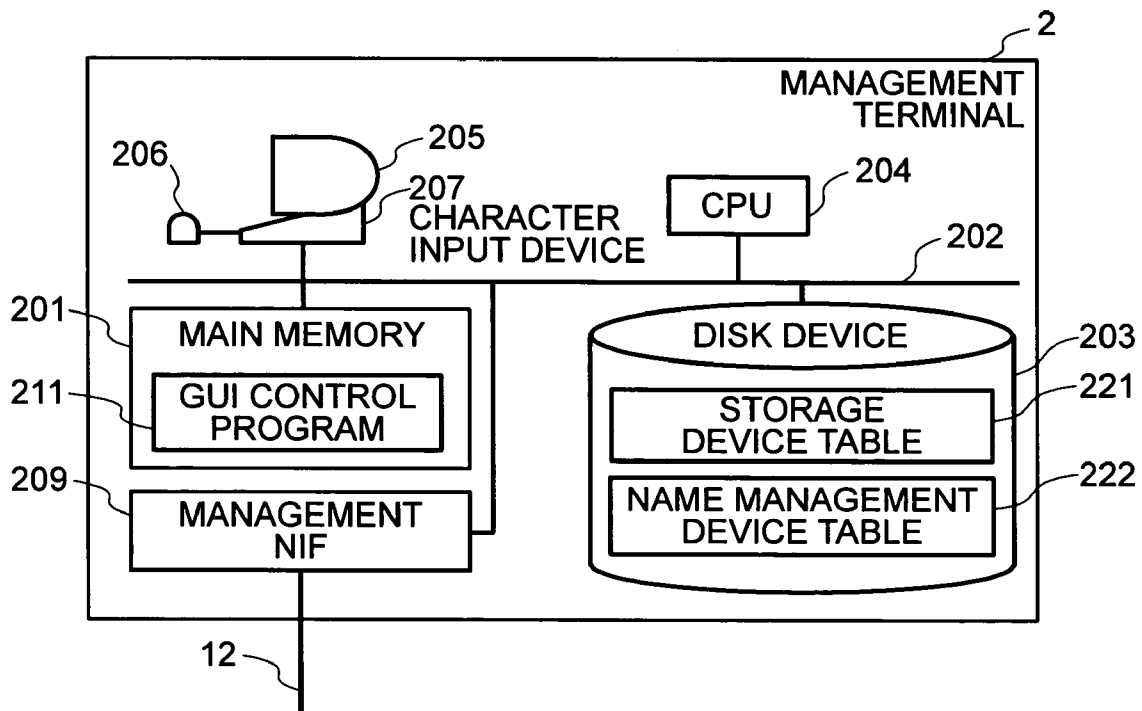 2
MANAGEMENT
TERMINAL
206
205
207
CHARACTER
INPUT DEVICE
CPU
204
202
201
MAIN MEMORY
211
GUI CONTROL
PROGRAM
209
MANAGEMENT
NIF
12
DISK DEVICE
203
STORAGE
DEVICE TABLE
221
NAME MANAGEMENT
DEVICE TABLE
222